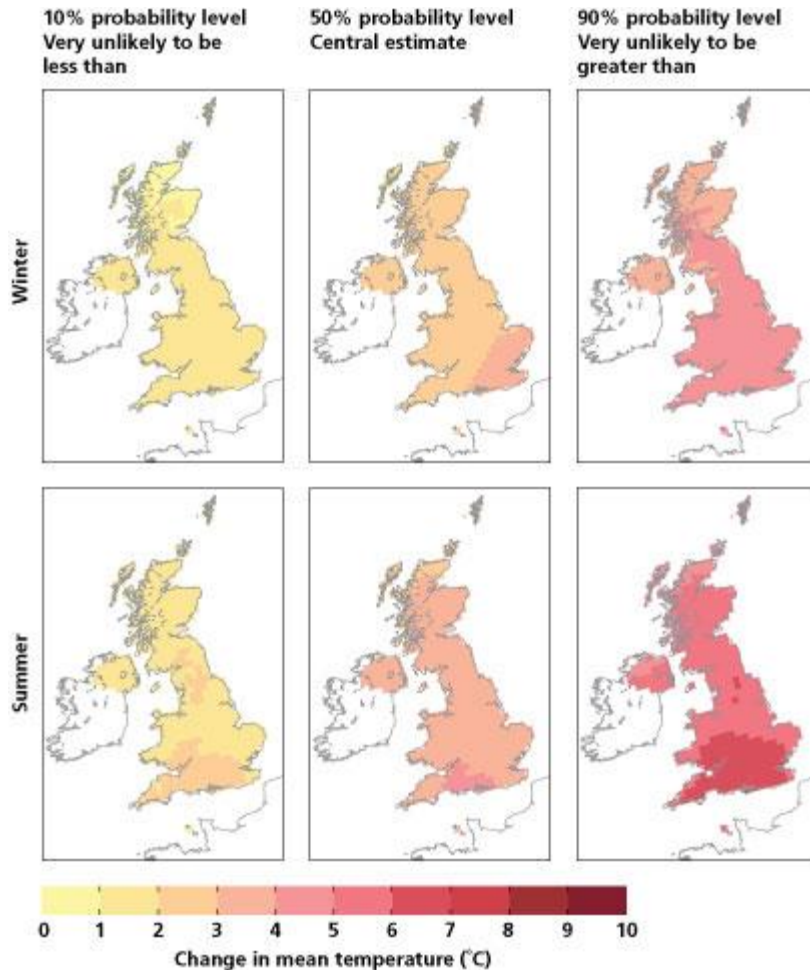 10% probability level
Very unlikely to be
less than
50% probability level
Central estimate
90% probability level
Very unlikely to be
greater than
Winter
Summer
0 1 2 3 4 5 6 7 8 9 10
Change in mean temperature (°C)